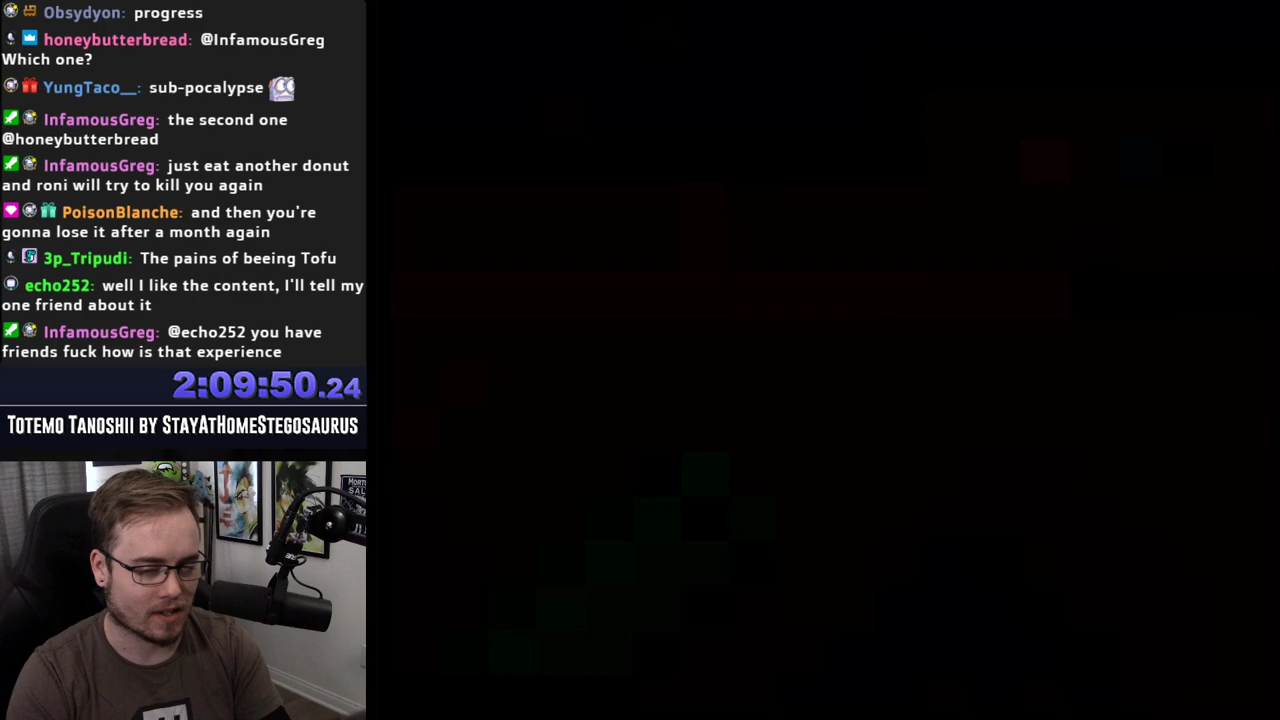 Obsydyon: progress
honeybutterbread: @InfamousGreg
Which one?
YungTaco__: sub-pocalypse
InfamousGreg: the second one
@honeybutterbread
InfamousGreg: just eat another donut
and roni will try to kill you again
PoisonBlanche: and then you're
gonna lose it after a month again
3p_Tripudi: The pains of beeing Tofu
echo252: well I like the content, I'll tell my
one friend about it
InfamousGreg: @echo252 you have
friends fuck how is that experience
2:09:50.24
Totemo Tanoshii by StayAtHomeStegosaurus